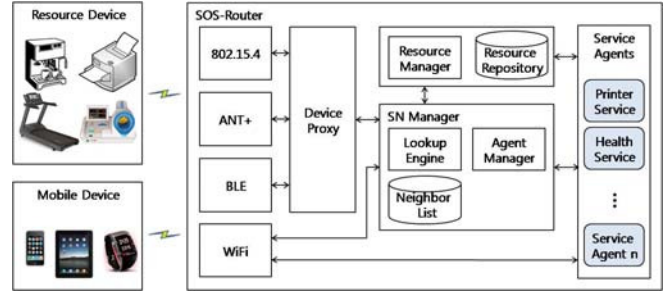 Resource Device
Mobile Device
SOS-Router
802.15.4
ANT+
BLE
WiFi
Device
Proxy
Resource
Manager
Resource
Repository
SN Manager
Lookup
Engine
Agent
Manager
Neighbor
List
Service
Agents
Printer
Service
Health
Service
⋮
Service
Agent n